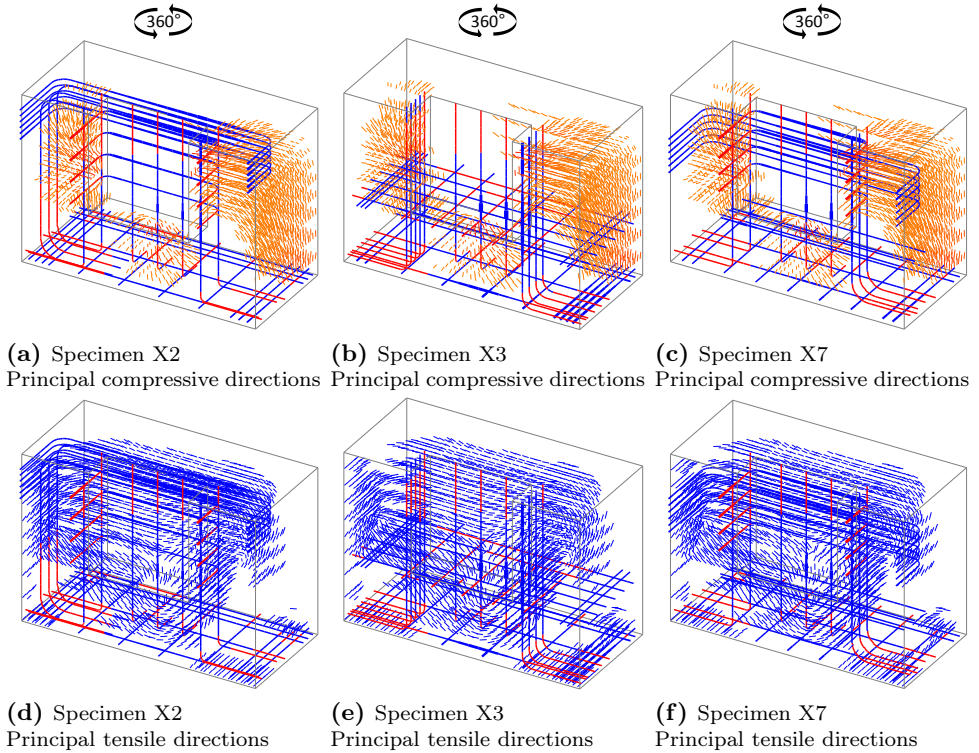 360°
360°
360°
(a) Specimen X2
Principal compressive directions
(b) Specimen X3
Principal compressive directions
(c) Specimen X7
Principal compressive directions
(d) Specimen X2
Principal tensile directions
(e) Specimen X3
Principal tensile directions
(f) Specimen X7
Principal tensile directions